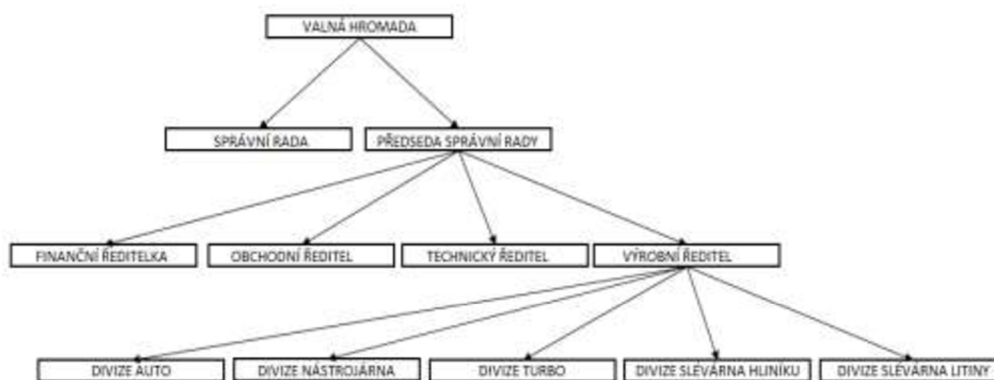 VALNÁ HROMADA
SPRÁVNÍ RADA
PŘEDSEDA SPRÁVNÍ RADY
FINANČNÍ ŘEDITELKA
OBCHODNÍ ŘEDITEL
TECHNICKÝ ŘEDITEL
VÝROBNÍ ŘEDITEL
DIVIZE AUTO
DIVIZE NÁSTROJÁRNA
DIVIZE TURBO
DIVIZE SLÉVÁRNA HLINÍKU
DIVIZE SLÉVÁRNA LITINY